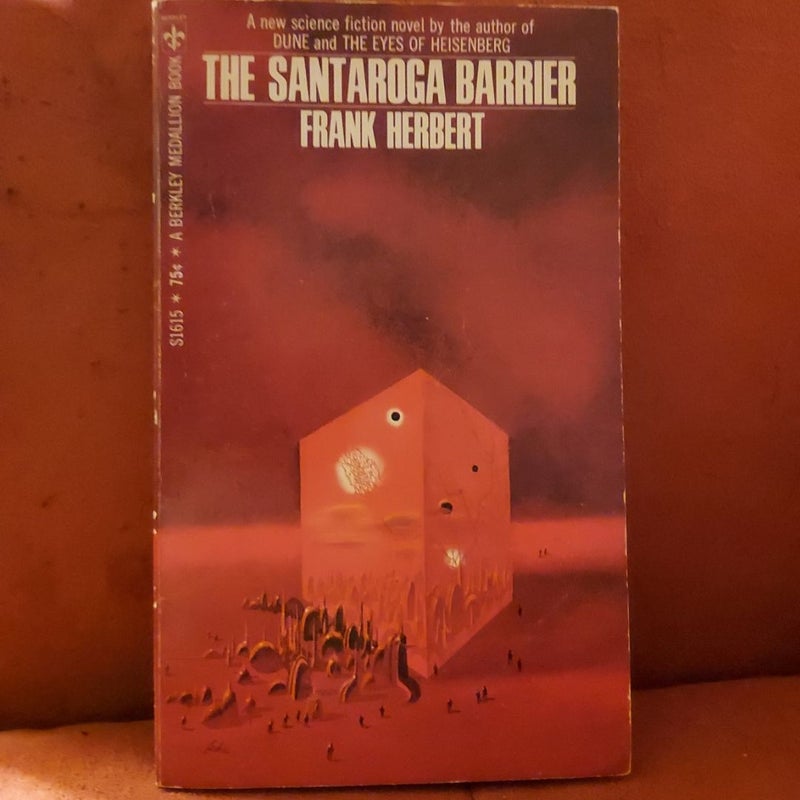 A new science fiction novel by the author of
DUNE and THE EYES OF HEISENBERG
THE SANTAROGA BARRIER
FRANK HERBERT
S1615 * 75¢ * A BERKLEY MEDALLION BOOK
BERKLEY